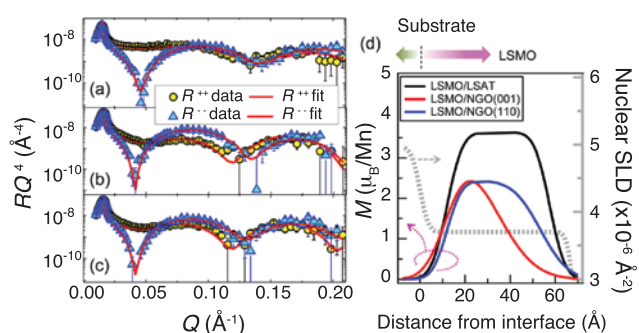 10⁻⁸
10⁻¹⁰
(a)
R⁺⁺ data
R⁺⁺ fit
R⁻⁻ data
R⁻⁻ fit
10⁻⁸
10⁻¹⁰
(b)
10⁻⁸
10⁻¹⁰
(c)
RQ⁴ (Å⁻⁴)
0.00 0.05 0.10 0.15 0.20
Q (Å⁻¹)
Substrate
(d)
LSMO
LSMO/LSAT
LSMO/NGO(001)
LSMO/NGO(110)
5
4
3
2
1
0
M (μB/Mn)
6
5
4
3
Nuclear SLD (x10⁻⁶ Å⁻²)
0 20 40 60
Distance from interface (Å)